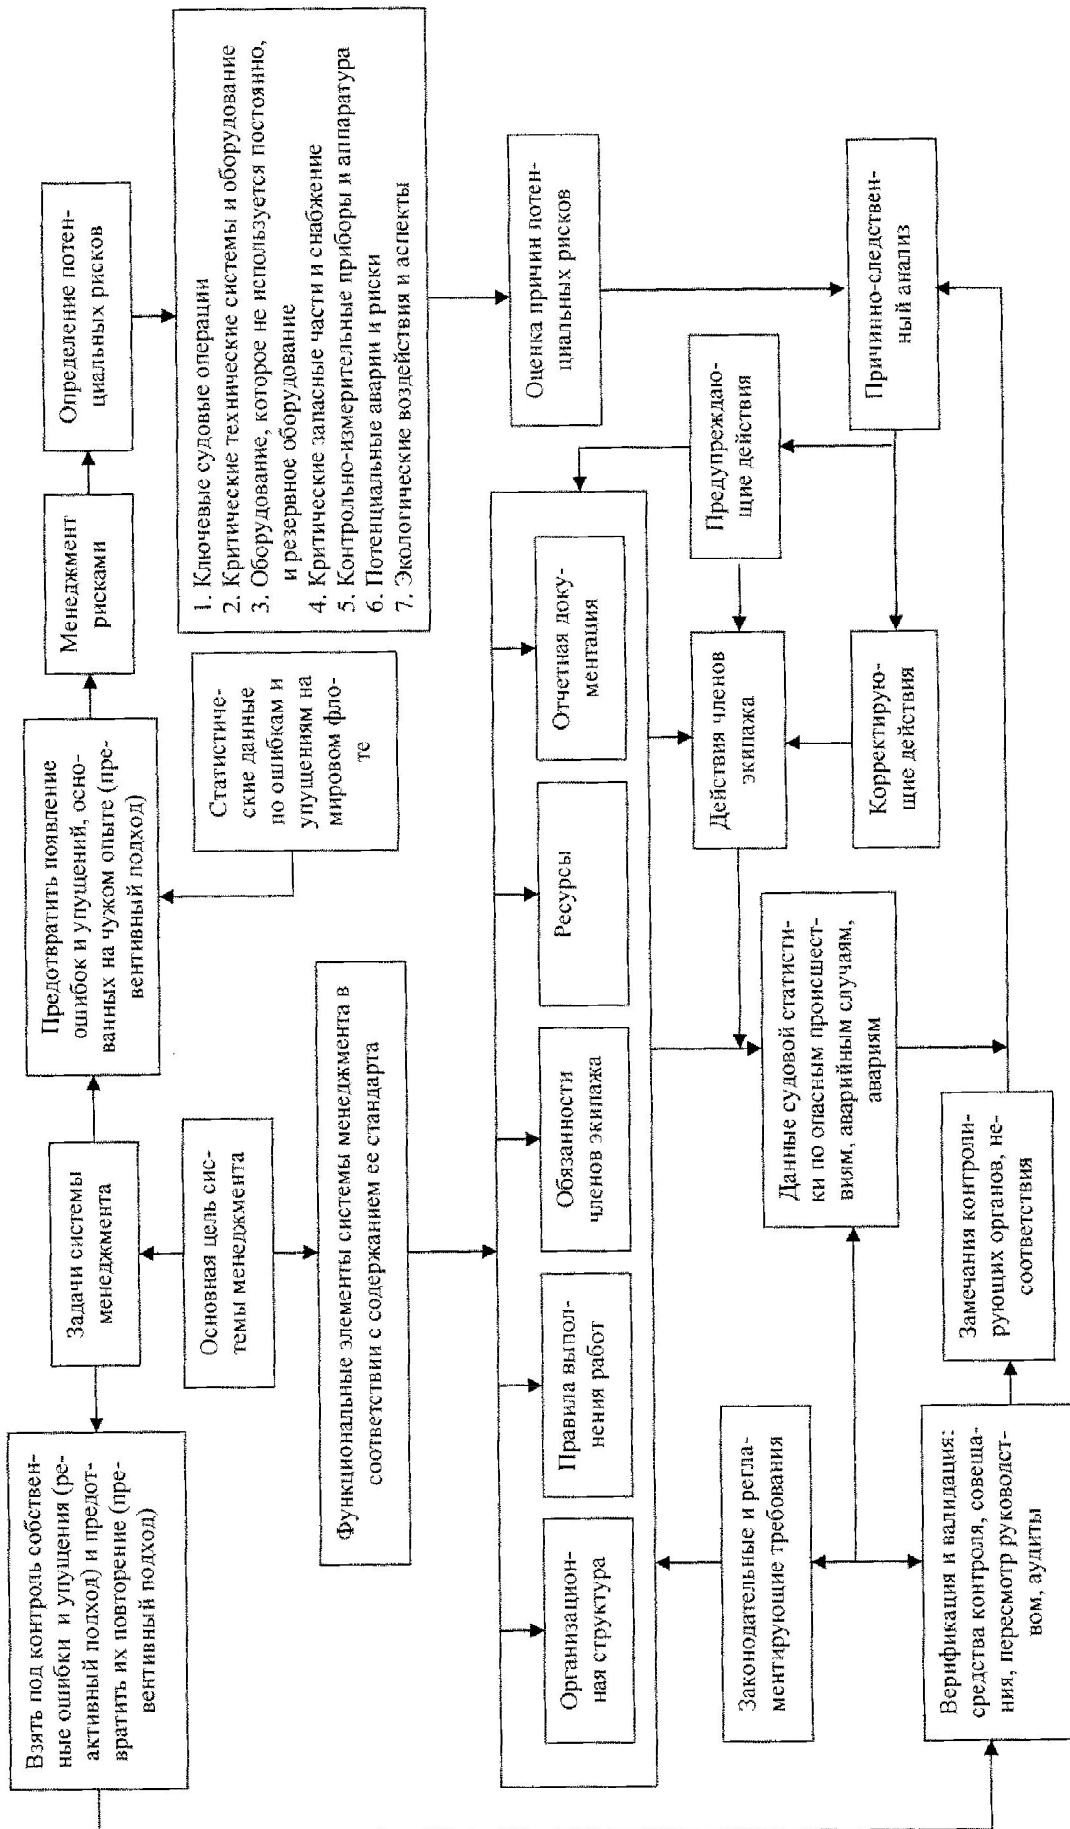 Взять под контроль собствен-
ные ошибки и упущения (ре-
активный подход) и предот-
вратить их повторение (пре-
вентивный подход)
Задачи системы
менеджмента
Предотвратить появление
ошибок и упущений, осно-
ванных на чужом опыте (пре-
вентивный подход)
Менеджмент
рисками
Определение потен-
циальных рисков
Основная цель сис-
темы менеджмента
Статистиче-
ские данные
по ошибкам и
упущениям на
мировом фло-
те
1. Ключевые судовые операции
2. Критические технические системы и оборудование
3. Оборудование, которое не используется постоянно,
и резервное оборудование
4. Критические запасные части и снабжение
5. Контрольно-измерительные приборы и аппаратура
6. Потенциальные аварии и риски
7. Экологические воздействия и аспекты
Функциональные элементы системы менеджмента в
соответствии с содержанием ее стандарта
Организацион-
ная структура
Правила выпол-
нения работ
Обязанности
членов экипажа
Ресурсы
Отчетная доку-
ментация
Оценка причин потен-
циальных рисков
Законодательные и регла-
ментирующие требования
Данные судовой статисти-
ки по опасным происшест-
виям, аварийным случаям,
авариям
Действия членов
экипажа
Предупреждаю-
щие действия
Корректирую-
щие действия
Причинно-следствен-
ный анализ
Верификация и валидация:
средства контроля, совеща-
ния, пересмотр руководст-
вом, аудиты
Замечания контроли-
рующих органов, не-
соответствия